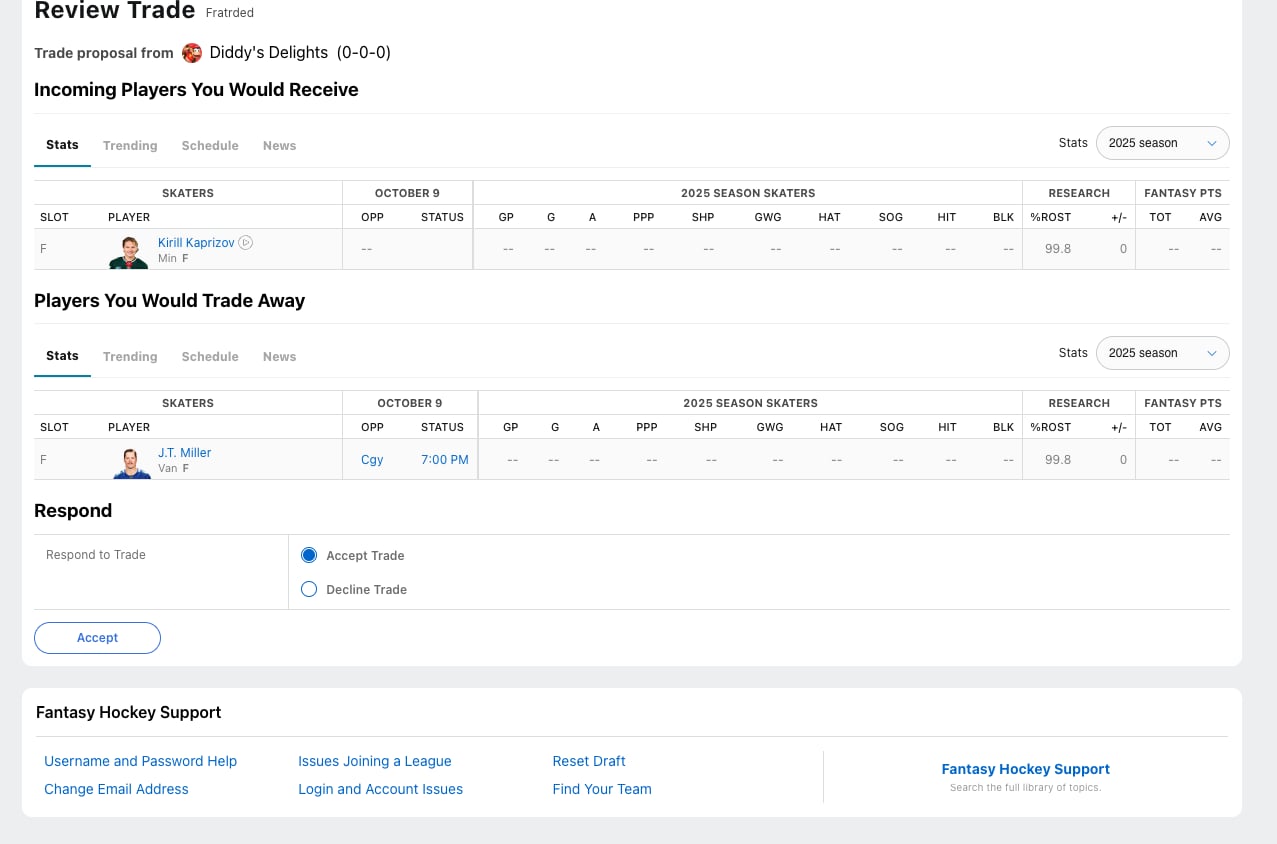 Review Trade Fratrded
Trade proposal from Diddy's Delights (0-0-0)
Incoming Players You Would Receive
Stats Trending Schedule News Stats 2025 season
SKATERS OCTOBER 9 2025 SEASON SKATERS RESEARCH FANTASY PTS
SLOT PLAYER OPP STATUS GP G A PPP SHP GWG HAT SOG HIT BLK %ROST +/- TOT AVG
F Kirill Kaprizov -- -- -- -- -- -- -- -- -- -- -- 99.8 0 -- --
Min F
Players You Would Trade Away
Stats Trending Schedule News Stats 2025 season
SKATERS OCTOBER 9 2025 SEASON SKATERS RESEARCH FANTASY PTS
SLOT PLAYER OPP STATUS GP G A PPP SHP GWG HAT SOG HIT BLK %ROST +/- TOT AVG
F J.T. Miller Cgy 7:00 PM -- -- -- -- -- -- -- -- -- -- 99.8 0 -- --
Van F
Respond
Respond to Trade Accept Trade
Decline Trade
Accept
Fantasy Hockey Support
Username and Password Help Issues Joining a League Reset Draft
Change Email Address Login and Account Issues Find Your Team
Fantasy Hockey Support
Search the full library of topics.